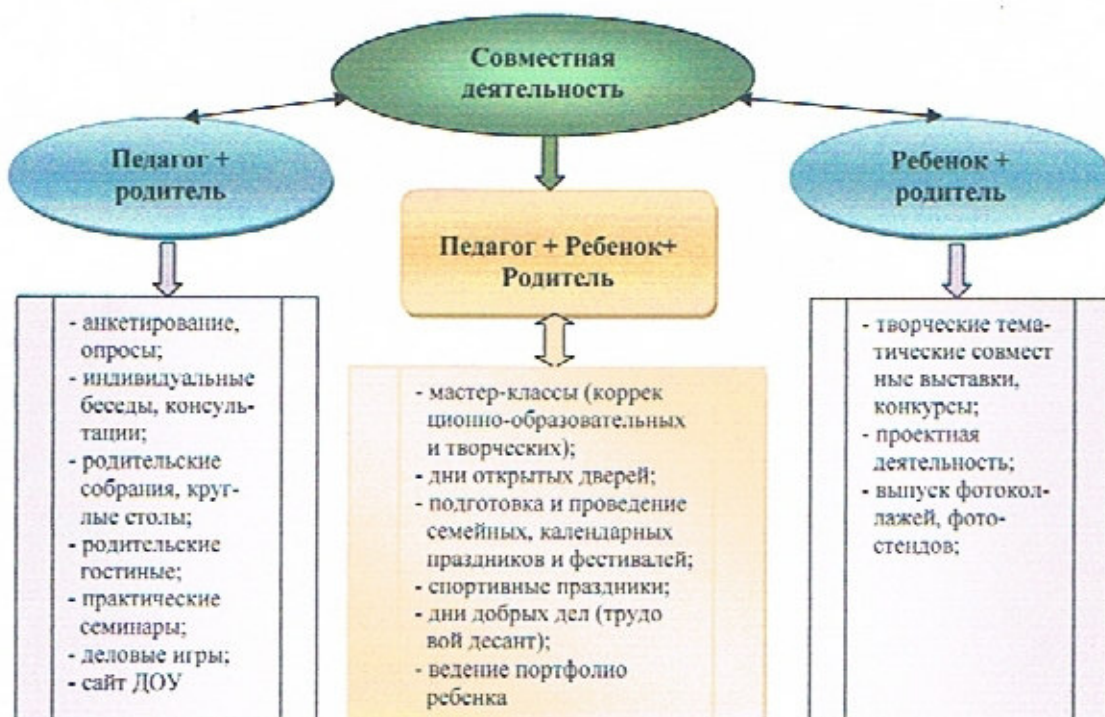 Совместная
деятельность
Педагог +
родитель
Ребенок +
родитель
Педагог + Ребенок+
Родитель
- анкетирование,
опросы;
- индивидуальные
беседы, консуль-
тации;
- родительские
собрания, круг-
лые столы;
- родительские
гостиные;
- практические
семинары;
- деловые игры;
- сайт ДОУ
- мастер-классы (коррек
ционно-образовательных
и творческих);
- дни открытых дверей;
- подготовка и проведение
семейных, календарных
праздников и фестивалей;
- спортивные праздники;
- дни добрых дел (трудо
вой десант);
- ведение портфолио
ребенка
- творческие тема-
тические совмест
ные выставки,
конкурсы;
- проектная
деятельность;
- выпуск фотокол-
лажей, фото-
стендов;